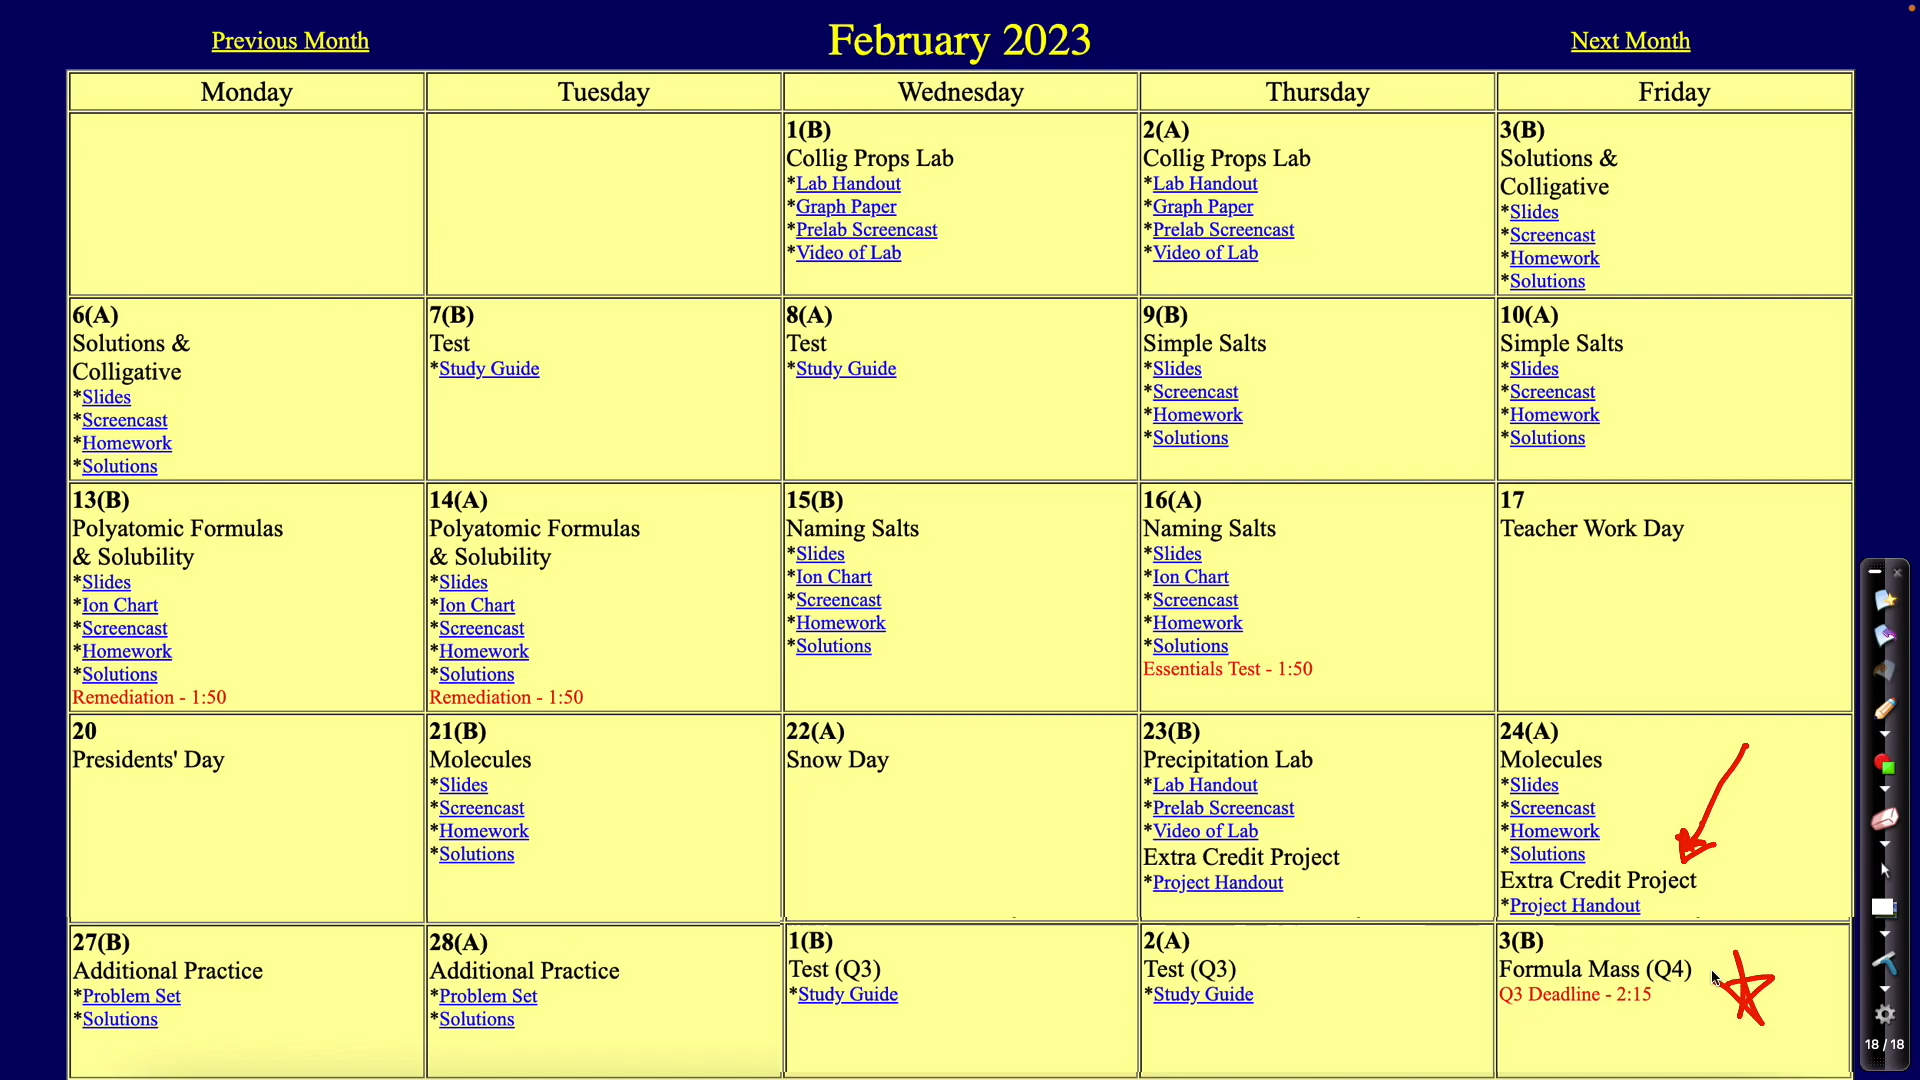 Previous Month
February 2023
Next Month
Monday
Tuesday
Wednesday
Thursday
Friday
1(B)
Collig Props Lab
*Lab Handout
*Graph Paper
*Prelab Screencast
*Video of Lab
2(A)
Collig Props Lab
*Lab Handout
*Graph Paper
*Prelab Screencast
*Video of Lab
3(B)
Solutions &
Colligative
*Slides
*Screencast
*Homework
*Solutions
6(A)
Solutions &
Colligative
*Slides
*Screencast
*Homework
*Solutions
7(B)
Test
*Study Guide
8(A)
Test
*Study Guide
9(B)
Simple Salts
*Slides
*Screencast
*Homework
*Solutions
10(A)
Simple Salts
*Slides
*Screencast
*Homework
*Solutions
13(B)
Polyatomic Formulas
& Solubility
*Slides
*Ion Chart
*Screencast
*Homework
*Solutions
Remediation - 1:50
14(A)
Polyatomic Formulas
& Solubility
*Slides
*Ion Chart
*Screencast
*Homework
*Solutions
Remediation - 1:50
15(B)
Naming Salts
*Slides
*Ion Chart
*Screencast
*Homework
*Solutions
16(A)
Naming Salts
*Slides
*Ion Chart
*Screencast
*Homework
*Solutions
Essentials Test - 1:50
17
Teacher Work Day
20
Presidents' Day
21(B)
Molecules
*Slides
*Screencast
*Homework
*Solutions
22(A)
Snow Day
23(B)
Precipitation Lab
*Lab Handout
*Prelab Screencast
*Video of Lab
Extra Credit Project
*Project Handout
24(A)
Molecules
*Slides
*Screencast
*Homework
*Solutions
Extra Credit Project
*Project Handout
27(B)
Additional Practice
*Problem Set
*Solutions
28(A)
Additional Practice
*Problem Set
*Solutions
1(B)
Test (Q3)
*Study Guide
2(A)
Test (Q3)
*Study Guide
3(B)
Formula Mass (Q4)
Q3 Deadline - 2:15
18 / 18